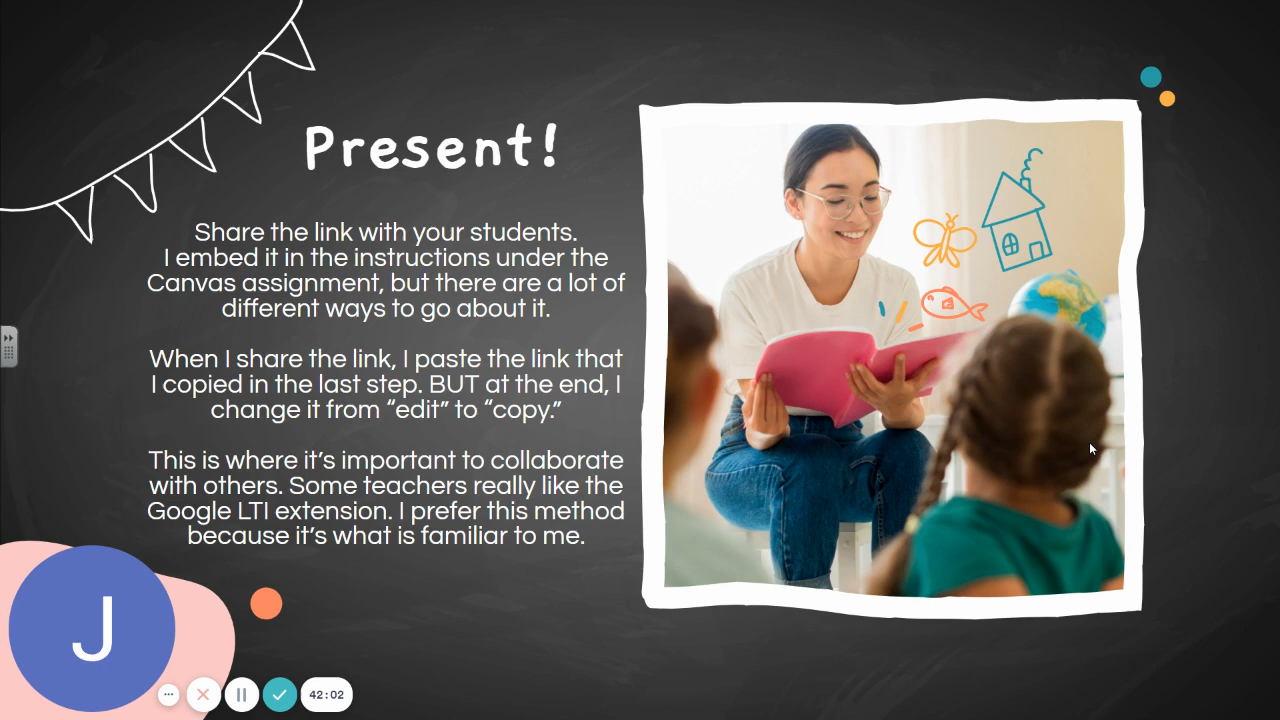 Present!
Share the link with your students.
I embed it in the instructions under the
Canvas assignment, but there are a lot of
different ways to go about it.
When I share the link, I paste the link that
I copied in the last step. BUT at the end, I
change it from “edit” to “copy.”
This is where it’s important to collaborate
with others. Some teachers really like the
Google LTI extension. I prefer this method
because it’s what is familiar to me.
J
42:02